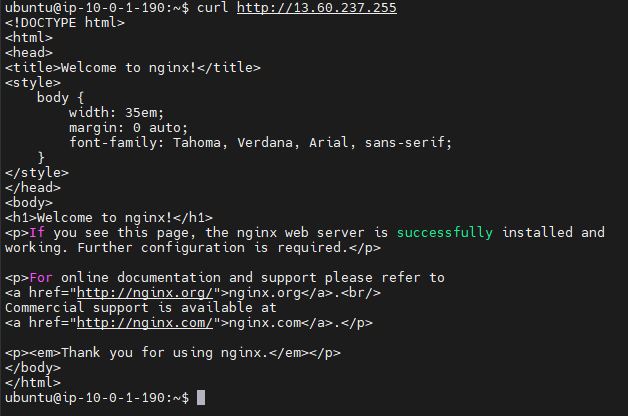 ubuntu@ip-10-0-1-190:~$ curl http://13.60.237.255
<!DOCTYPE html>
<html>
<head>
<title>Welcome to nginx!</title>
<style>
    body {
        width: 35em;
        margin: 0 auto;
        font-family: Tahoma, Verdana, Arial, sans-serif;
    }
</style>
</head>
<body>
<h1>Welcome to nginx!</h1>
<p>If you see this page, the nginx web server is successfully installed and
working. Further configuration is required.</p>

<p>For online documentation and support please refer to
<a href="http://nginx.org/">nginx.org</a>.<br/>
Commercial support is available at
<a href="http://nginx.com/">nginx.com</a>.</p>

<p><em>Thank you for using nginx.</em></p>
</body>
</html>
ubuntu@ip-10-0-1-190:~$